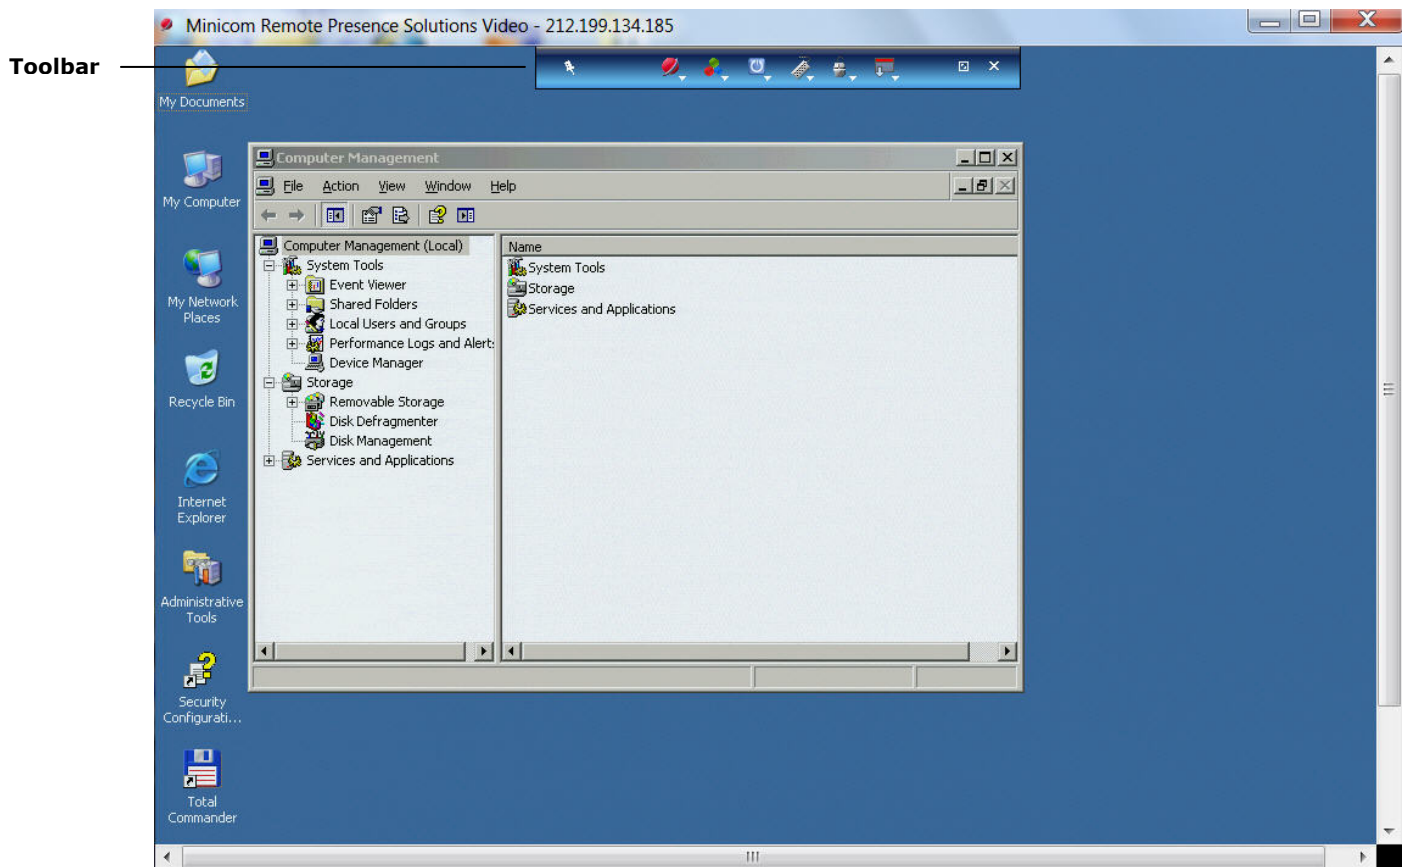 Minicom Remote Presence Solutions Video - 212.199.134.185
Toolbar
My Documents
My Computer
My Network
Places
Recycle Bin
Internet
Explorer
Administrative
Tools
Security
Configurati...
Total
Commander
Computer Management
File Action View Window Help
Computer Management (Local)
System Tools
Event Viewer
Shared Folders
Local Users and Groups
Performance Logs and Alert
Device Manager
Storage
Removable Storage
Disk Defragmenter
Disk Management
Services and Applications
Name
System Tools
Storage
Services and Applications